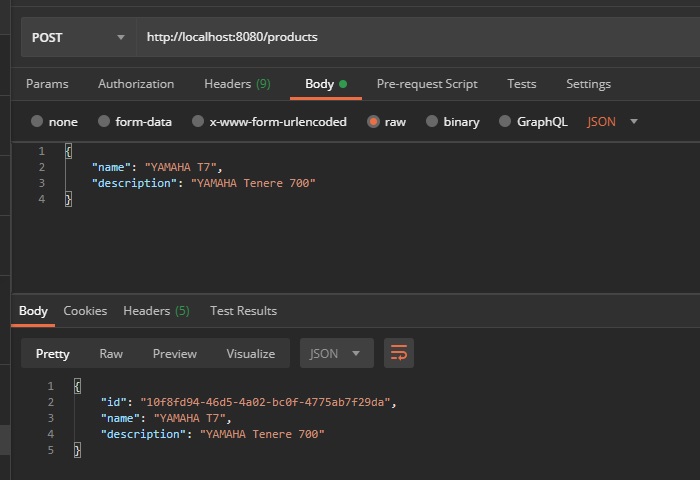 POST http://localhost:8080/products
Params Authorization Headers (9) Body Pre-request Script Tests Settings
none form-data x-www-form-urlencoded raw binary GraphQL JSON
1 {
2 "name": "YAMAHA T7",
3 "description": "YAMAHA Tenere 700"
4 }
Body Cookies Headers (5) Test Results
Pretty Raw Preview Visualize JSON
1 {
2 "id": "10f8fd94-46d5-4a02-bc0f-4775ab7f29da",
3 "name": "YAMAHA T7",
4 "description": "YAMAHA Tenere 700"
5 }